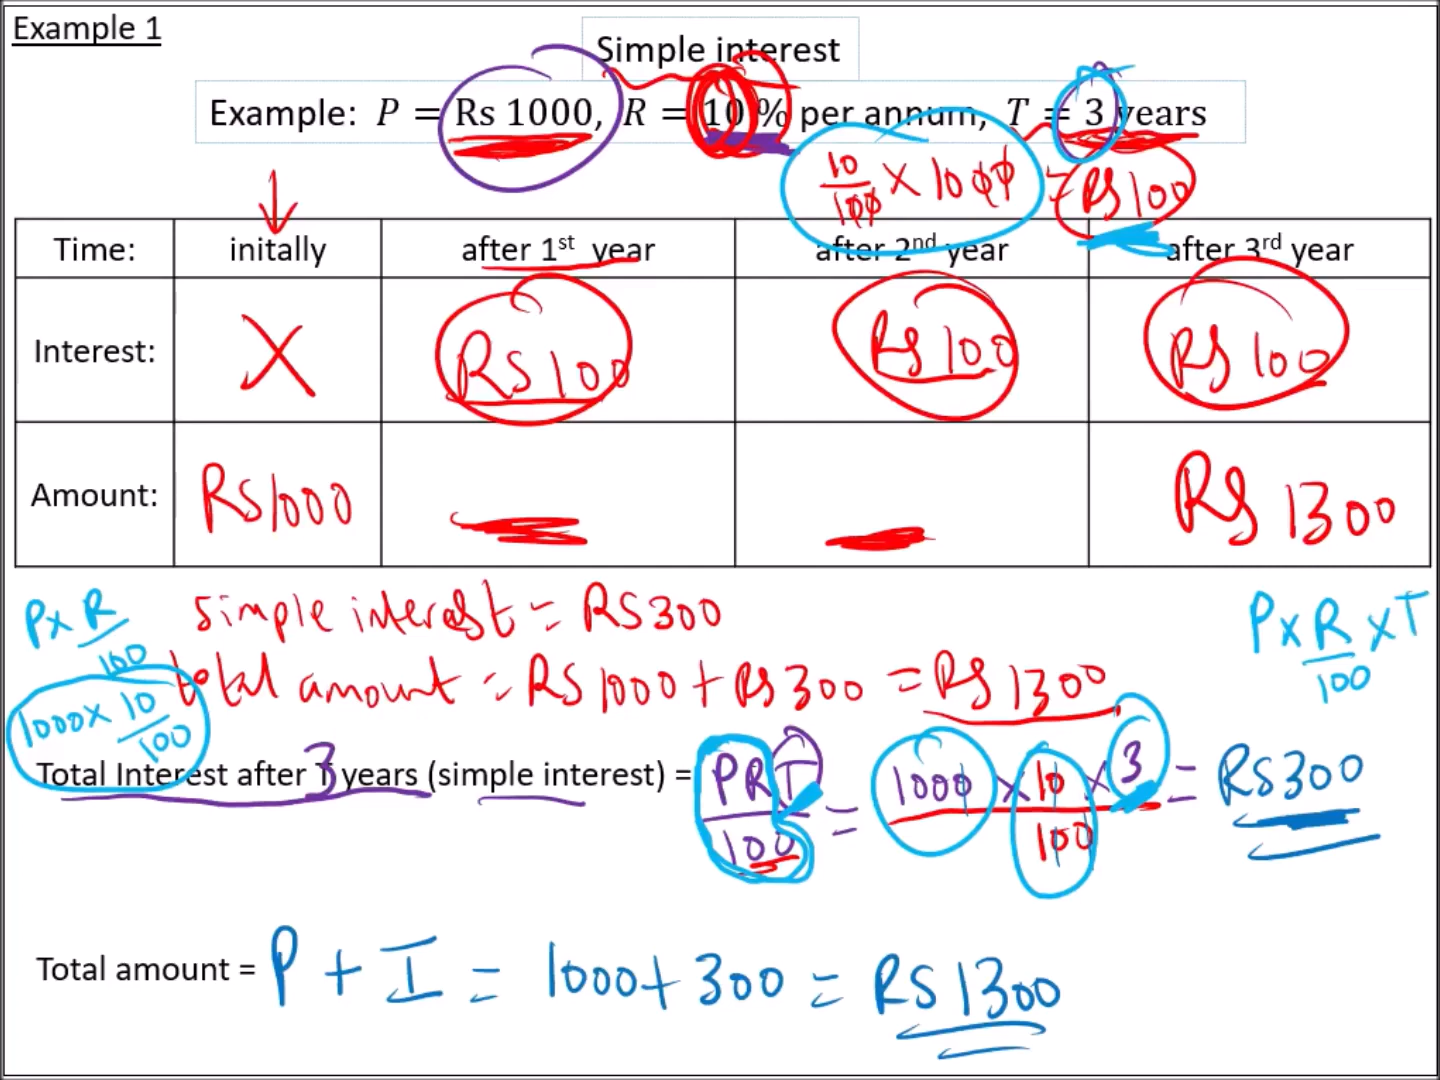 Example 1
Simple interest
Example: P = Rs 1000, R = 10 % per annum, T = 3 years
10/100 × 1000 = Rs 100
Time: initally after 1st year after 2nd year after 3rd year
Interest: X Rs 100 Rs 100 Rs 100
Amount: Rs 1000 Rs 1300
P × R/100
simple interest = Rs 300
P × R/100 × T
total amount = Rs 1000 + Rs 300 = Rs 1300
1000 × 10/100
Total Interest after 3 years (simple interest) = PRT/100 = 1000 × 10 × 3/100 = Rs 300
Total amount = P + I = 1000 + 300 = Rs 1300